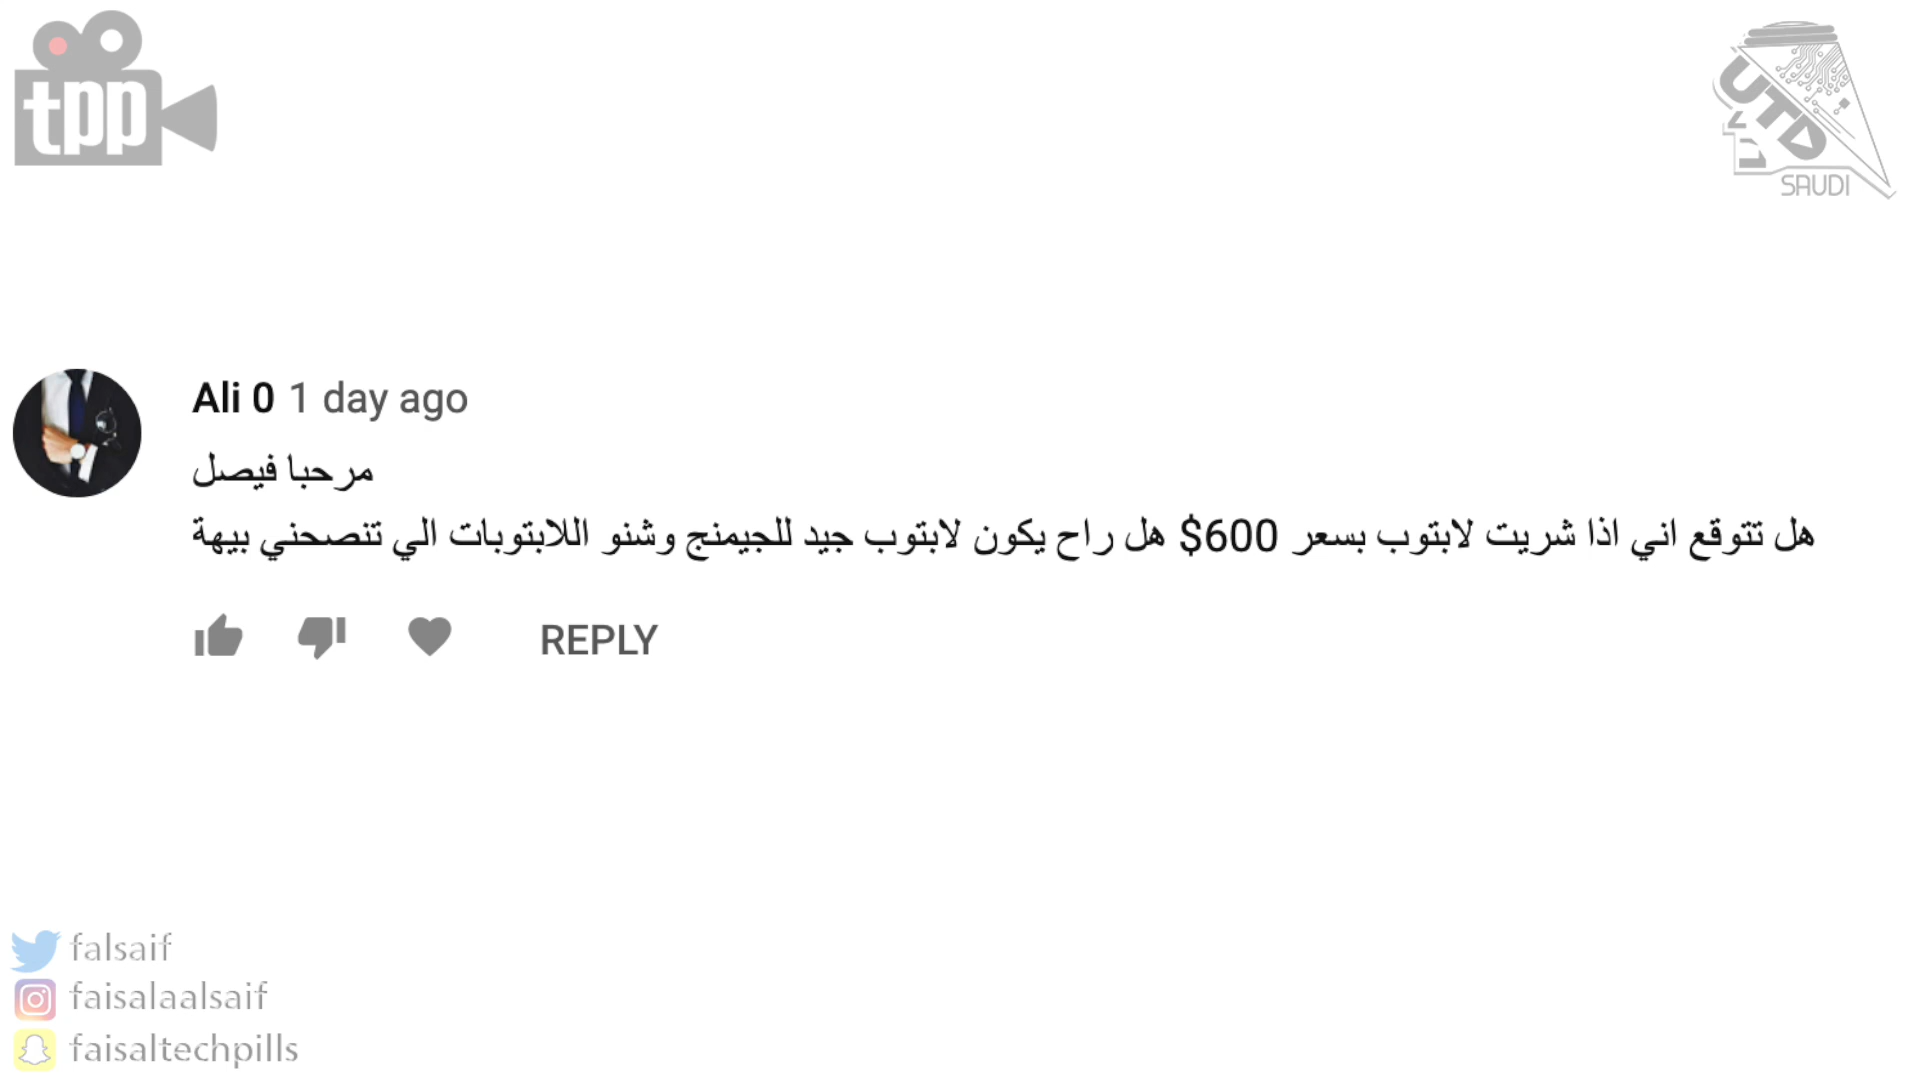 tpp
UTD
SAUDI
Ali 0 1 day ago
مرحبا فيصل
هل تتوقع اني اذا شريت لابتوب بسعر 600$ هل راح يكون لابتوب جيد للجيمنج وشنو اللابتوبات الي تنصحني بيهة
REPLY
falsaif
faisalaalsaif
faisaltechpills